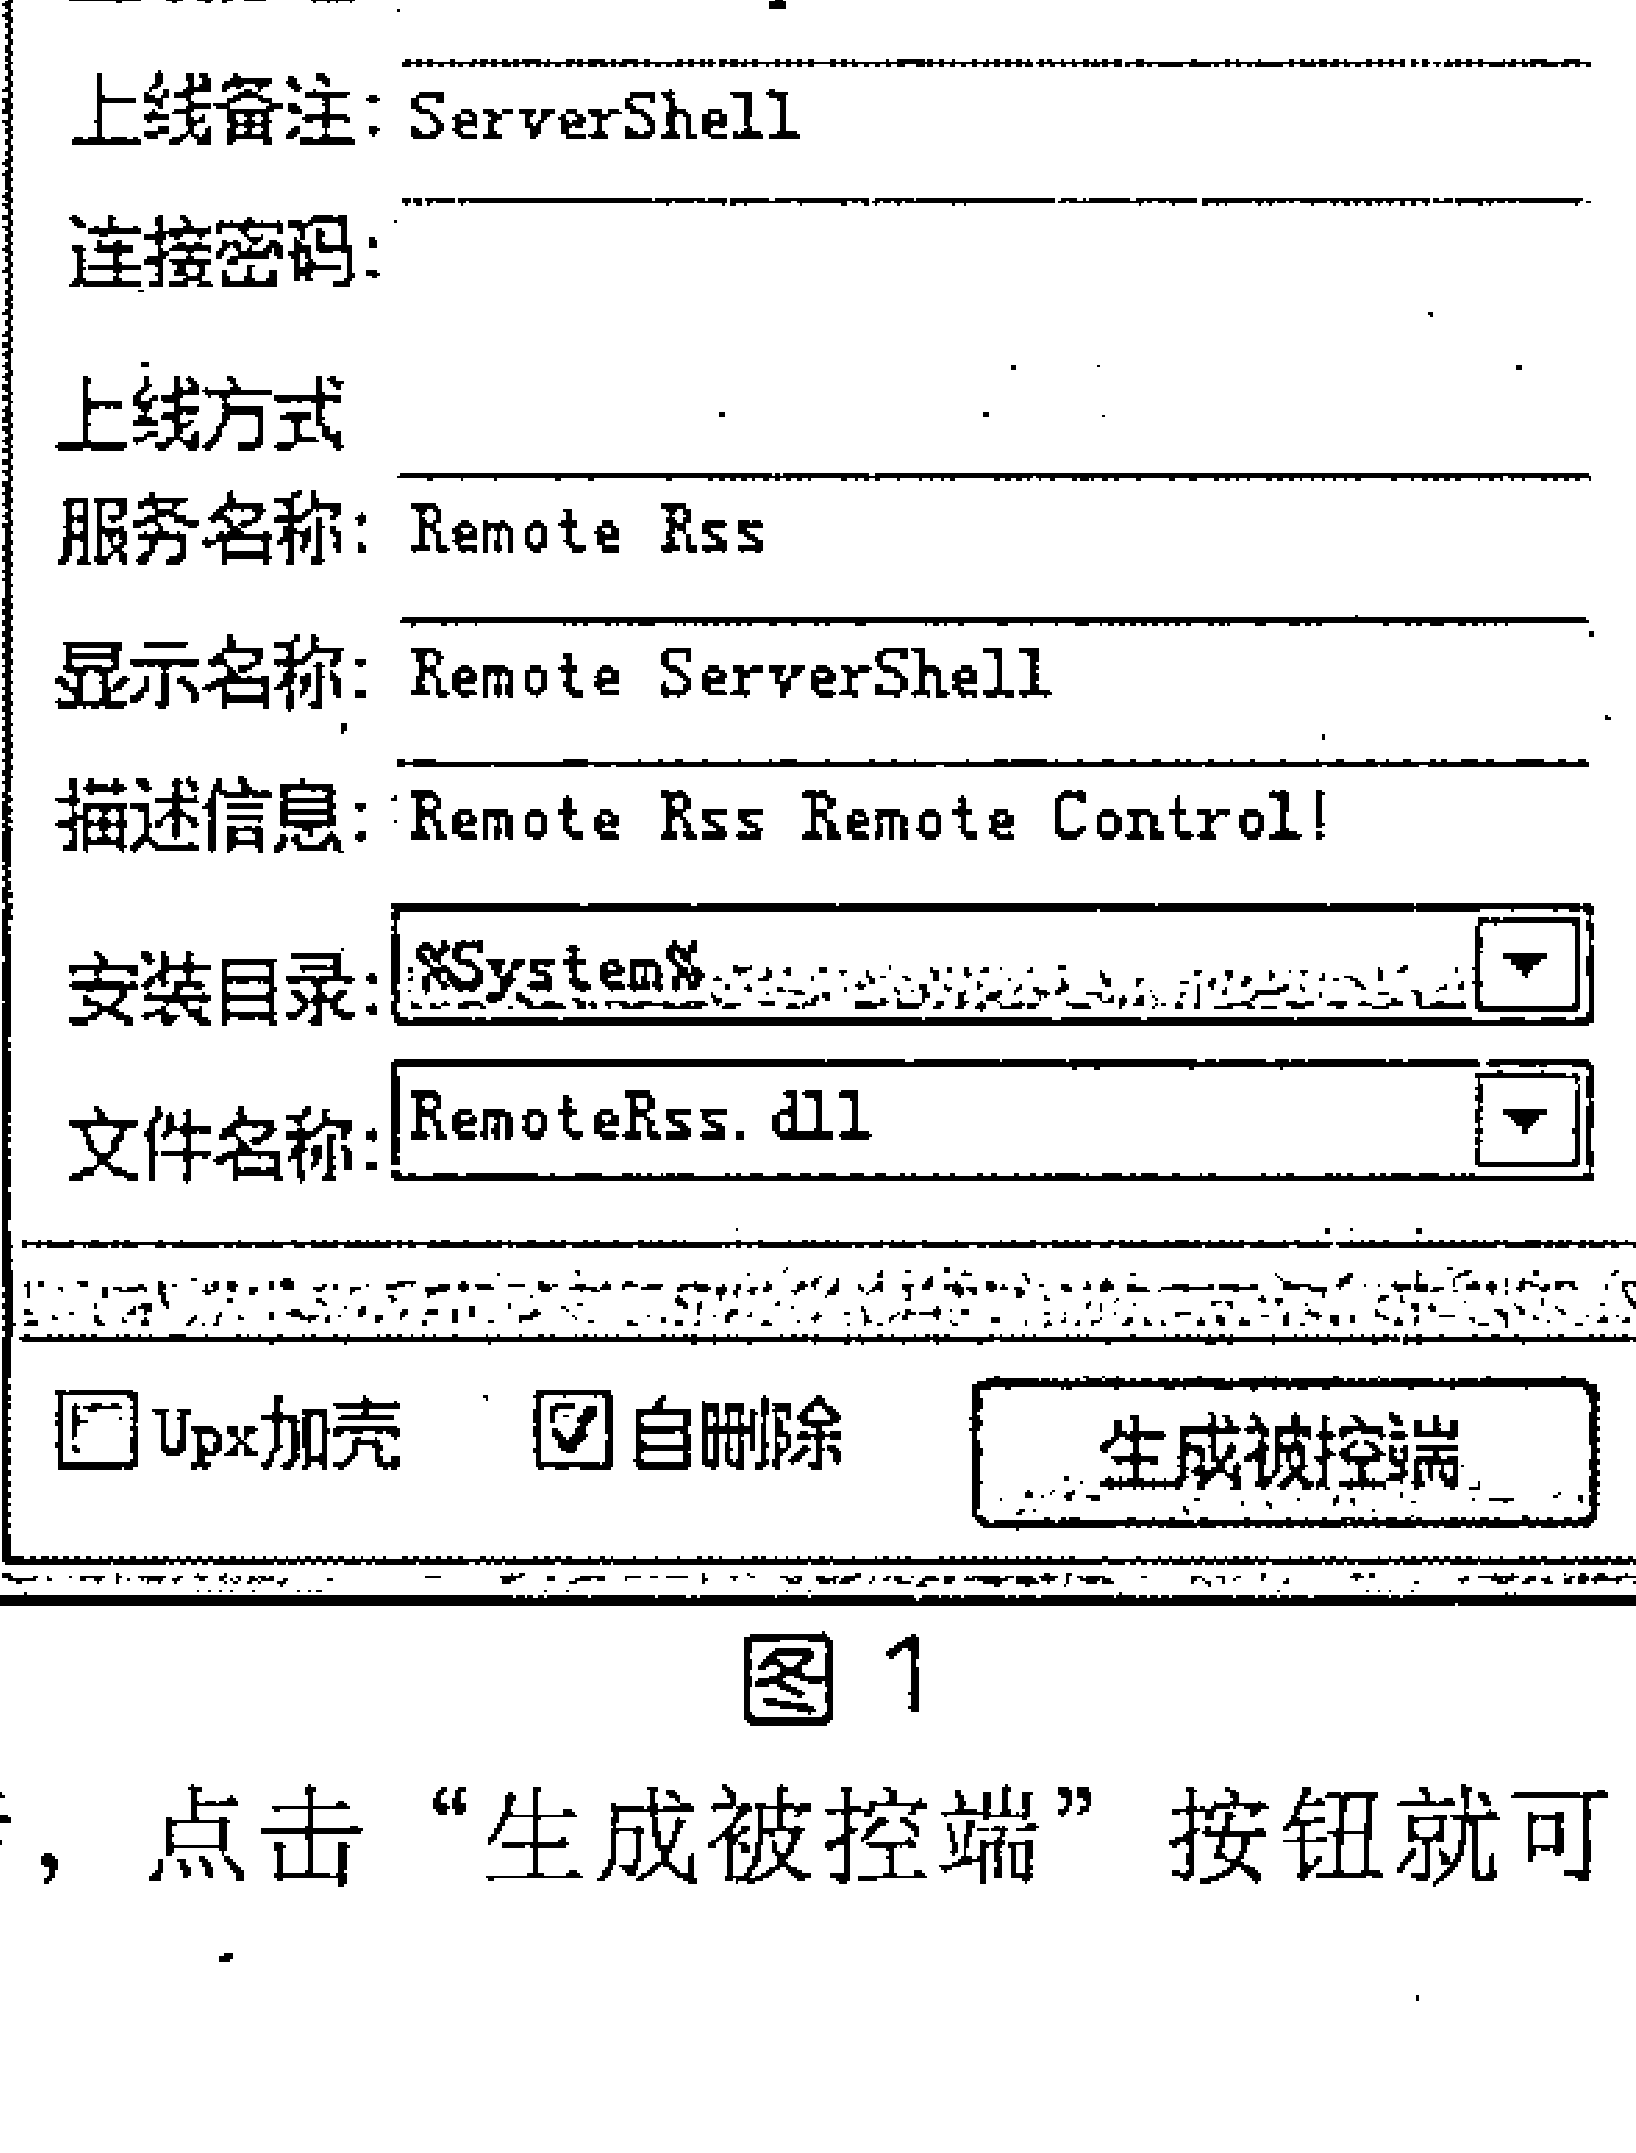 上线备注: ServerShell
连接密码:
上线方式
服务名称: Remote Rss
显示名称: Remote ServerShell
描述信息: Remote Rss Remote Control!
安装目录: %System%
文件名称: RemoteRss.dll
Upx加壳 自删除 生成被控端
图 1
，点击“生成被控端”按钮就可